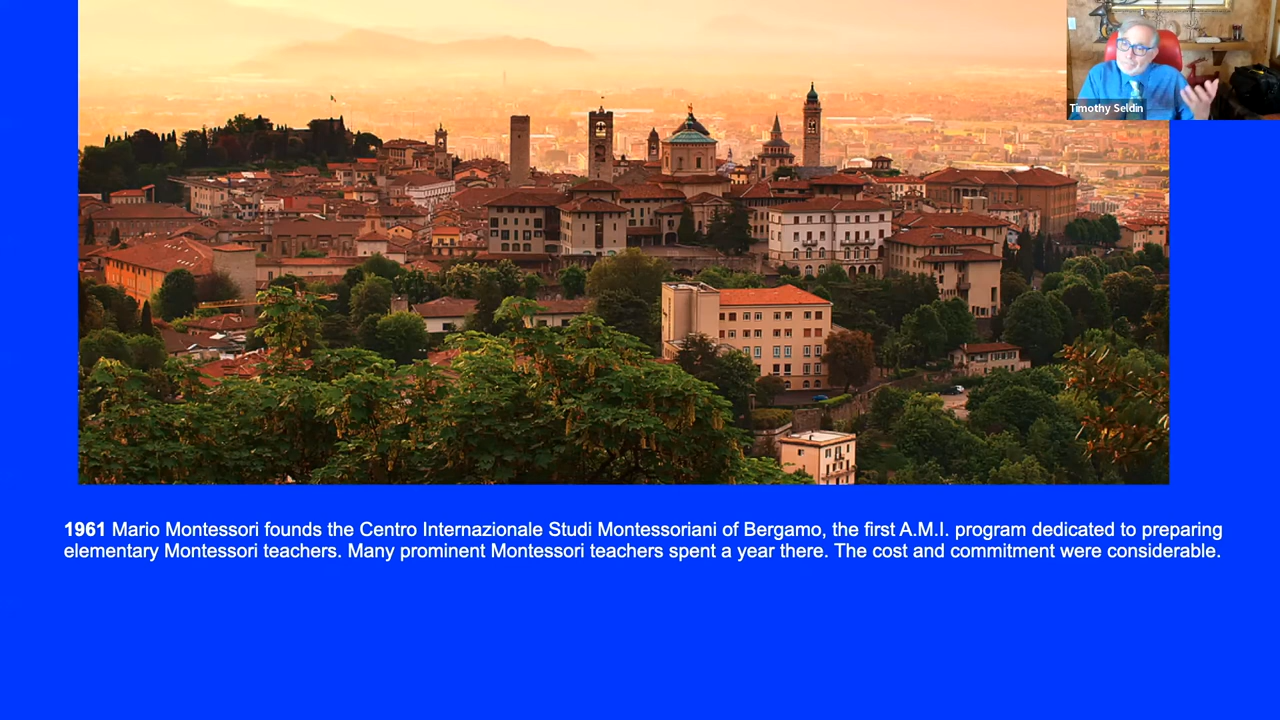 Timothy Seldin
1961 Mario Montessori founds the Centro Internazionale Studi Montessoriani of Bergamo, the first A.M.I. program dedicated to preparing
elementary Montessori teachers. Many prominent Montessori teachers spent a year there. The cost and commitment were considerable.